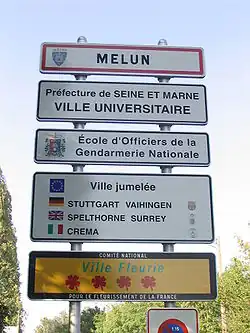 MELUN
Préfecture de SEINE ET MARNE
VILLE UNIVERSITAIRE
École d'Officiers de la
Gendarmerie Nationale
Ville jumelée
STUTTGART VAIHINGEN
SPELTHORNE SURREY
CREMA
COMITÉ NATIONAL
Ville Fleurie
POUR LE FLEURISSEMENT DE LA FRANCE